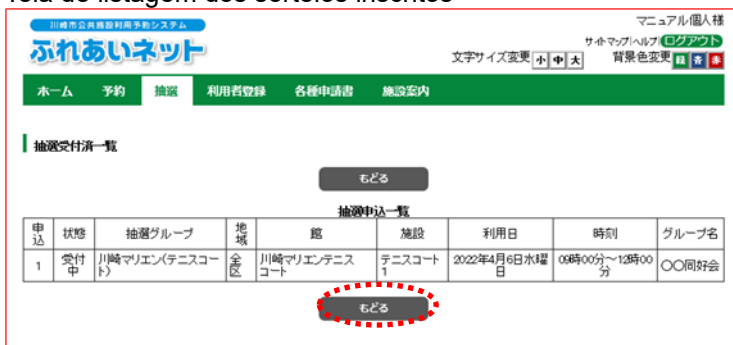 Tela de listagem dos sorteios inscritos
川崎市公共施設利用予約システム
ふれあいネット
マニュアル個人様
サイトマップ|ヘルプ|ログアウト
文字サイズ変更 小 中 大 背景色変更 緑 青 赤
ホーム 予約 抽選 利用者登録 各種申請書 施設案内
抽選受付済一覧
もどる
抽選申込一覧
申込 状態 抽選グループ 地域 館 施設 利用日 時刻 グループ名
1 受付中 川崎マリエン(テニスコート) 全区 川崎マリエンテニスコート テニスコート1 2022年4月6日水曜日 09時00分～12時00分 〇〇同好会
もどる